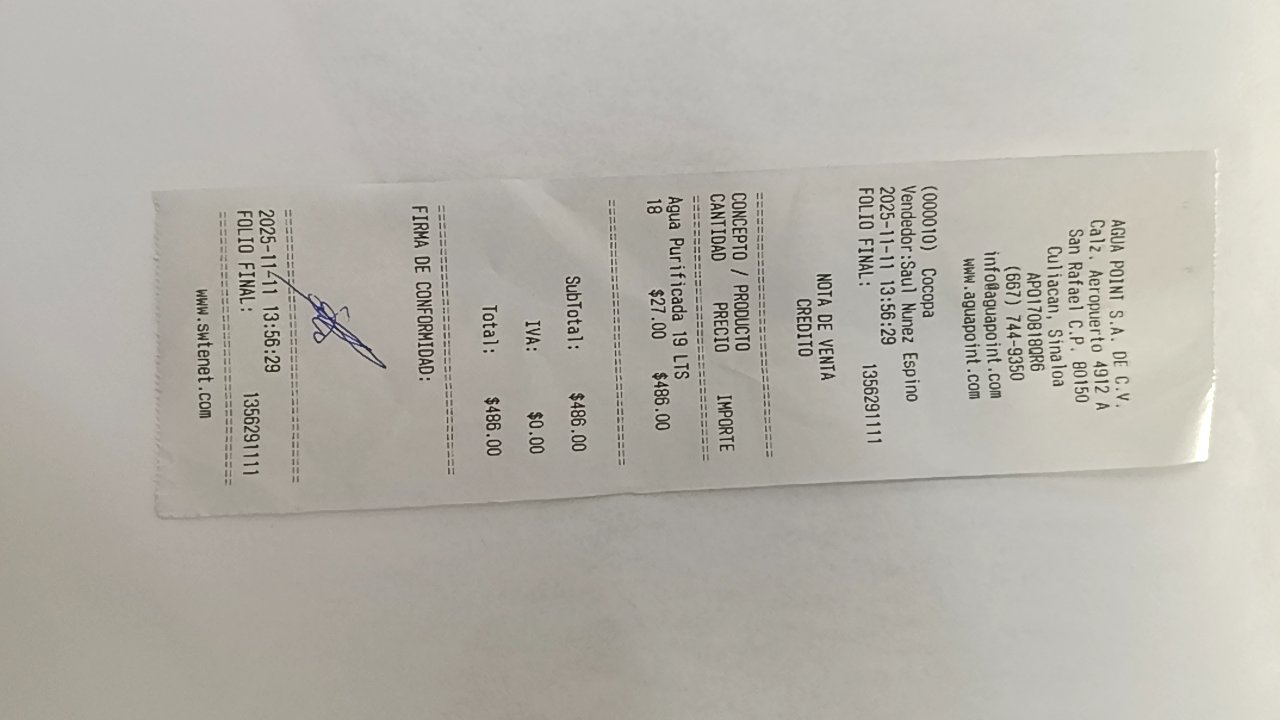 AGUA POINT S.A. DE C.V.
Calz. Aeropuerto 4912 A
San Rafael C.P. 80150
Culiacan, Sinaloa
APO170818QR6
(667) 744-9350
info@aguapoint.com
www.aguapoint.com
(000010) Cocopa
Vendedor:Saul Nunez Espino
2025-11-11 13:56:29
FOLIO FINAL: 1356291111
NOTA DE VENTA
CREDITO
================================
CONCEPTO / PRODUCTO
CANTIDAD PRECIO IMPORTE
================================
Agua Purificada 19 LTS
18 $27.00 $486.00
================================
SubTotal: $486.00
IVA: $0.00
Total: $486.00
================================
FIRMA DE CONFORMIDAD:
================================
2025-11-11 13:56:29
FOLIO FINAL: 1356291111
================================
www.swtenet.com